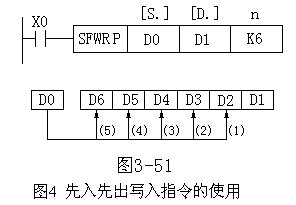 [S.] [D.] n
X0
SFWRP D0 D1 K6
D0 D6 D5 D4 D3 D2 D1
(5) (4) (3) (2) (1)
图3-51
图4 先入先出写入指令的使用